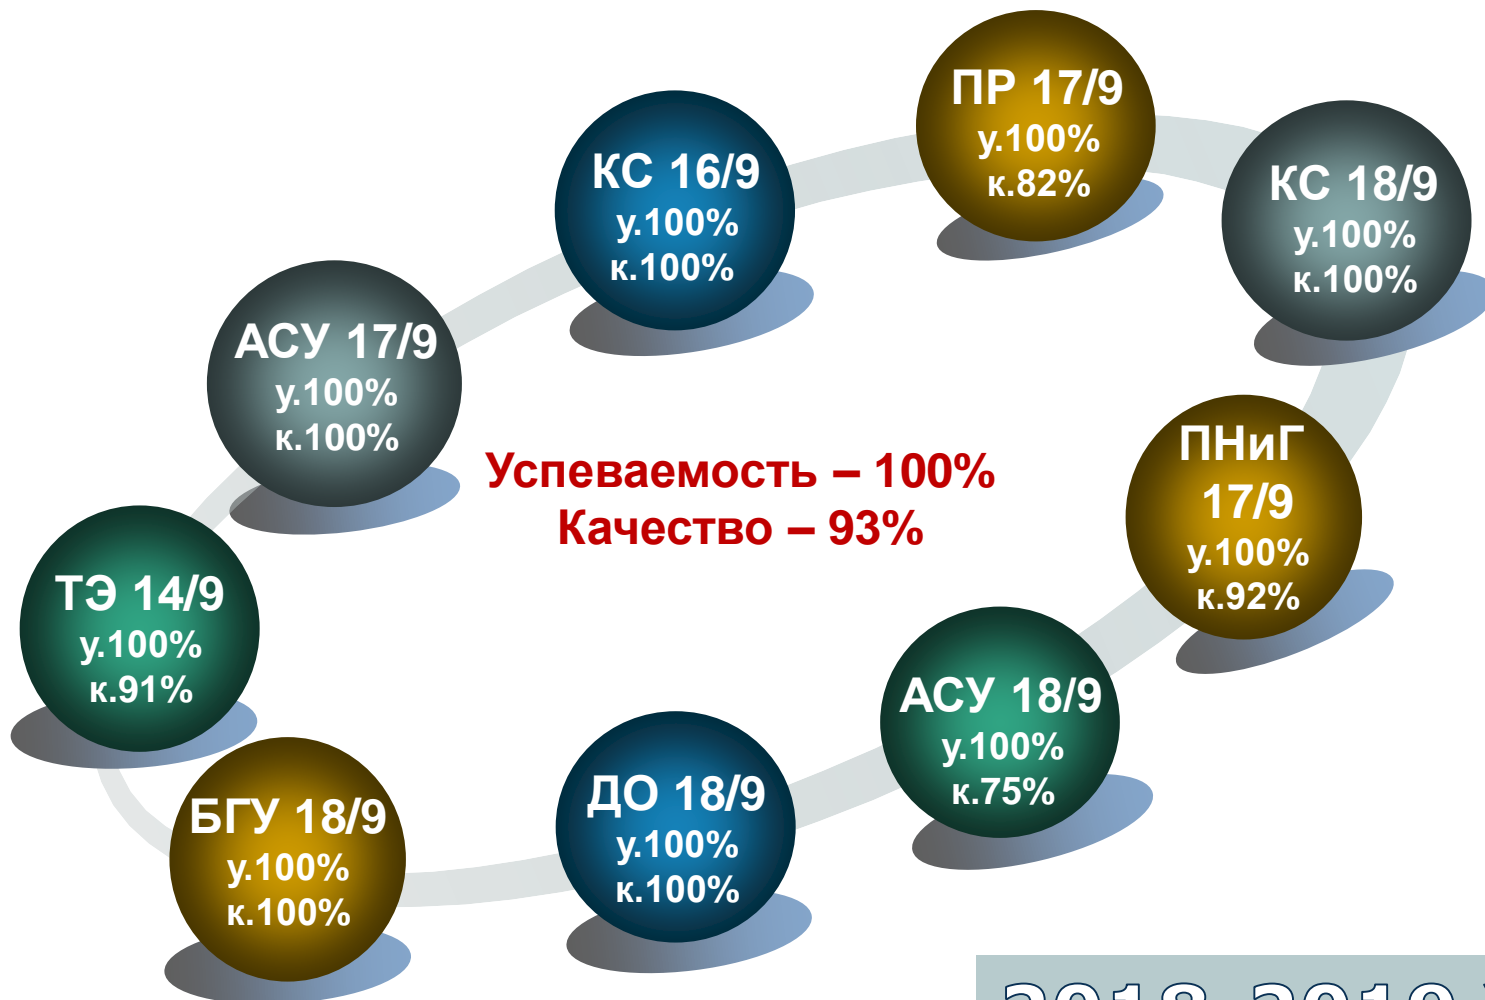 ПР 17/9
у.100%
к.82%
КС 16/9
у.100%
к.100%
КС 18/9
у.100%
к.100%
АСУ 17/9
у.100%
к.100%
ПНиГ
17/9
у.100%
к.92%
Успеваемость – 100%
Качество – 93%
ТЭ 14/9
у.100%
к.91%
АСУ 18/9
у.100%
к.75%
ДО 18/9
у.100%
к.100%
БГУ 18/9
у.100%
к.100%
2018-2019